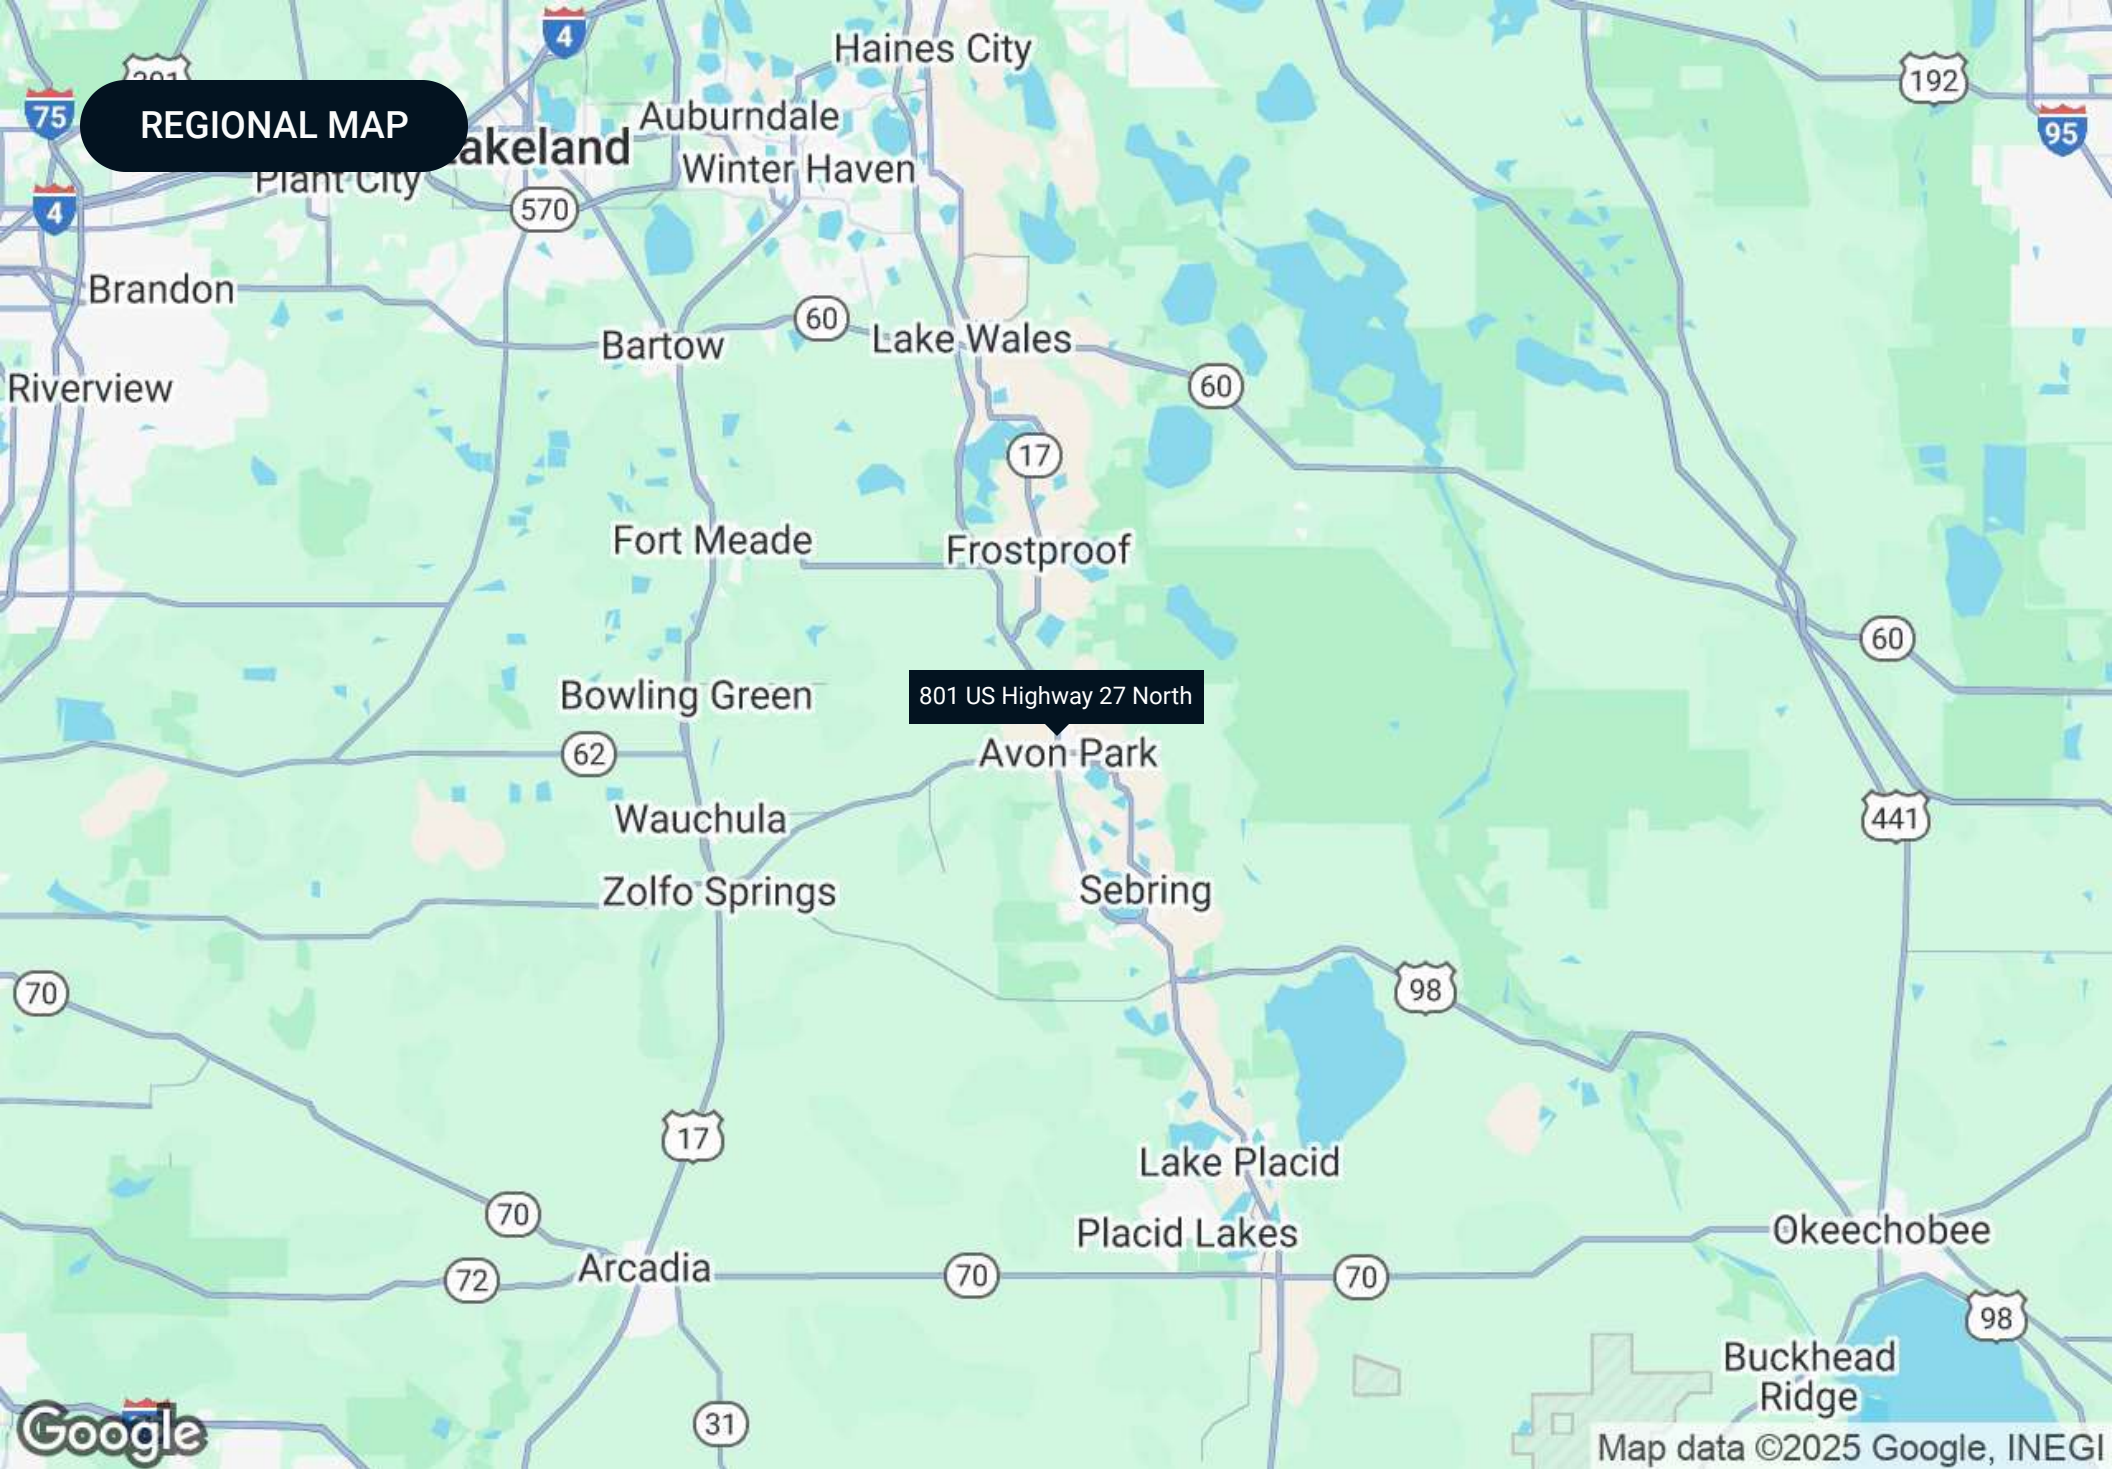 Haines City
4
192
201
75
REGIONAL MAP
Auburndale
95
akeland
Winter Haven
Plant City
4
570
Brandon
60
Bartow
Lake Wales
60
Riverview
17
Fort Meade
Frostproof
60
801 US Highway 27 North
Bowling Green
62
Avon Park
Wauchula
441
Zolfo Springs
Sebring
70
98
17
Lake Placid
70
Placid Lakes
Okeechobee
Arcadia
72
70
70
98
Buckhead
Ridge
31
Google
Map data ©2025 Google, INEGI